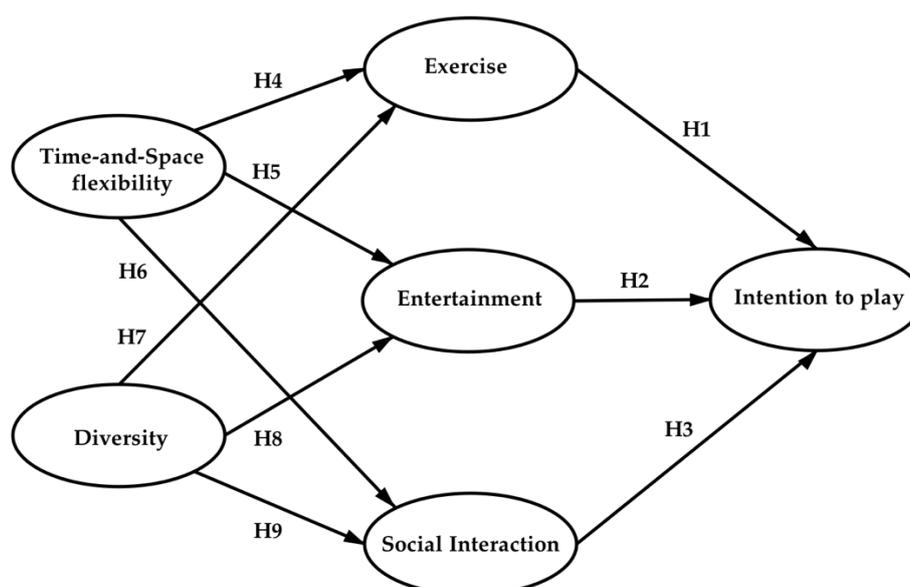 Exercise
H4
H1
Time-and-Space
flexibility
H5
H6
Entertainment
H2
Intention to play
H7
Diversity
H8
H3
H9
Social Interaction